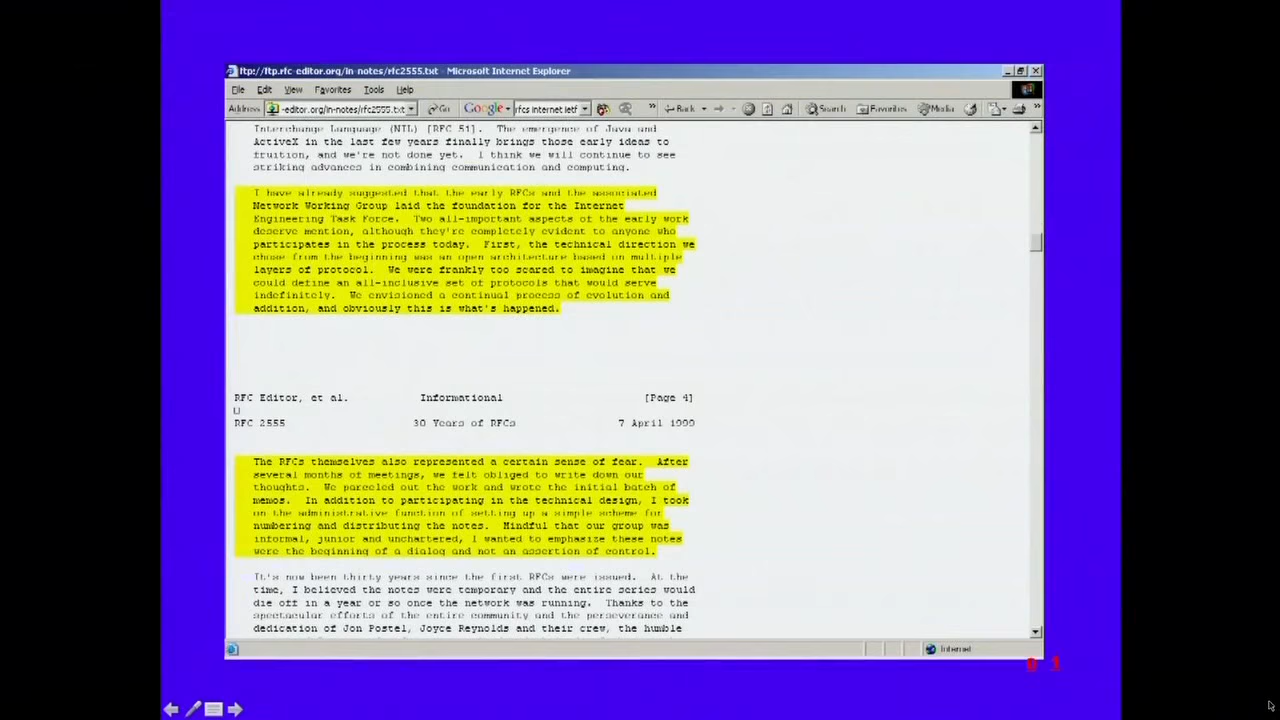 ftp://ftp.rfc-editor.org/in-notes/rfc2555.txt - Microsoft Internet Explorer
File Edit View Favorites Tools Help
Address -editor.org/in-notes/rfc2555.txt Go Google rfcs internet ietf » Back Search Favorites Media »
Interchange Language (NIL) [RFC 51]. The emergence of Java and
ActiveX in the last few years finally brings those early ideas to
fruition, and we're not done yet. I think we will continue to see
striking advances in combining communication and computing.
I have already suggested that the early RFCs and the associated
Network Working Group laid the foundation for the Internet
Engineering Task Force. Two all-important aspects of the early work
deserve mention, although they're completely evident to anyone who
participates in the process today. First, the technical direction we
chose from the beginning was an open architecture based on multiple
layers of protocol. We were frankly too scared to imagine that we
could define an all-inclusive set of protocols that would serve
indefinitely. We envisioned a continual process of evolution and
addition, and obviously this is what's happened.
RFC Editor, et al. Informational [Page 4]
RFC 2555 30 Years of RFCs 7 April 1999
The RFCs themselves also represented a certain sense of fear. After
several months of meetings, we felt obliged to write down our
thoughts. We parceled out the work and wrote the initial batch of
memos. In addition to participating in the technical design, I took
on the administrative function of setting up a simple scheme for
numbering and distributing the notes. Mindful that our group was
informal, junior and unchartered, I wanted to emphasize these notes
were the beginning of a dialog and not an assertion of control.
It's now been thirty years since the first RFCs were issued. At the
time, I believed the notes were temporary and the entire series would
die off in a year or so once the network was running. Thanks to the
spectacular efforts of the entire community and the perseverance and
dedication of Jon Postel, Joyce Reynolds and their crew, the humble
Internet